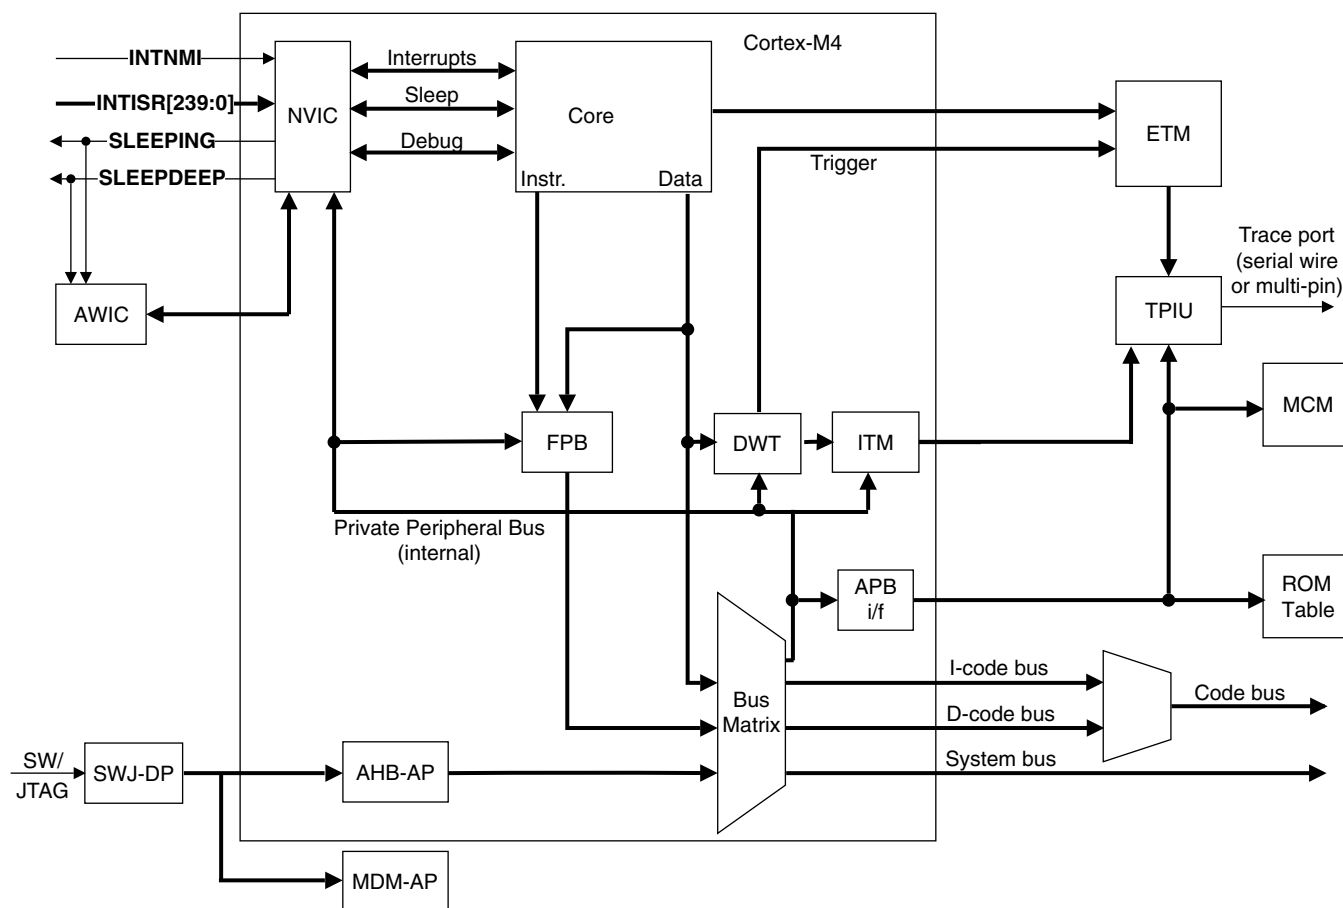 Cortex-M4
INTNMI
INTISR[239:0]
SLEEPING
SLEEPDEEP
NVIC
Interrupts
Sleep
Debug
Core
Instr.
Data
ETM
Trigger
Trace port
(serial wire
or multi-pin)
TPIU
AWIC
MCM
FPB
DWT
ITM
Private Peripheral Bus
(internal)
APB
i/f
ROM
Table
I-code bus
Code bus
Bus
Matrix
D-code bus
System bus
SW/
JTAG
SWJ-DP
AHB-AP
MDM-AP